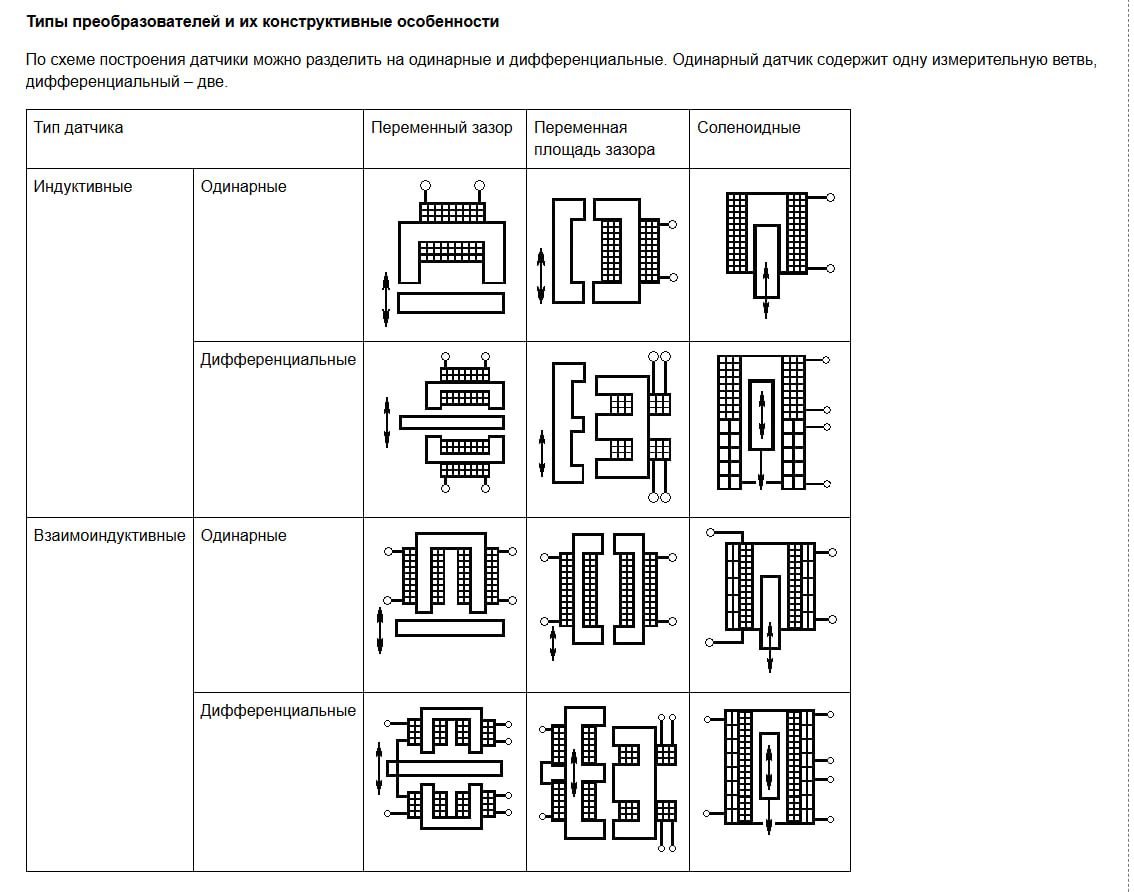 Типы преобразователей и их конструктивные особенности
По схеме построения датчики можно разделить на одинарные и дифференциальные. Одинарный датчик содержит одну измерительную ветвь,
дифференциальный – две.
Тип датчика
Переменный зазор
Переменная
площадь зазора
Соленоидные
Индуктивные
Одинарные
Дифференциальные
Взаимоиндуктивные
Одинарные
Дифференциальные